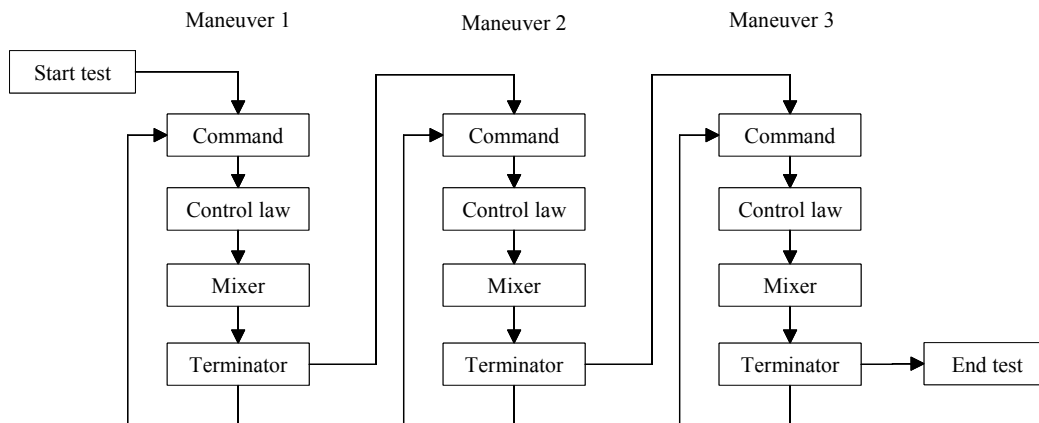 Maneuver 1
Maneuver 2
Maneuver 3
Start test
Command
Command
Command
Control law
Control law
Control law
Mixer
Mixer
Mixer
Terminator
Terminator
Terminator
End test